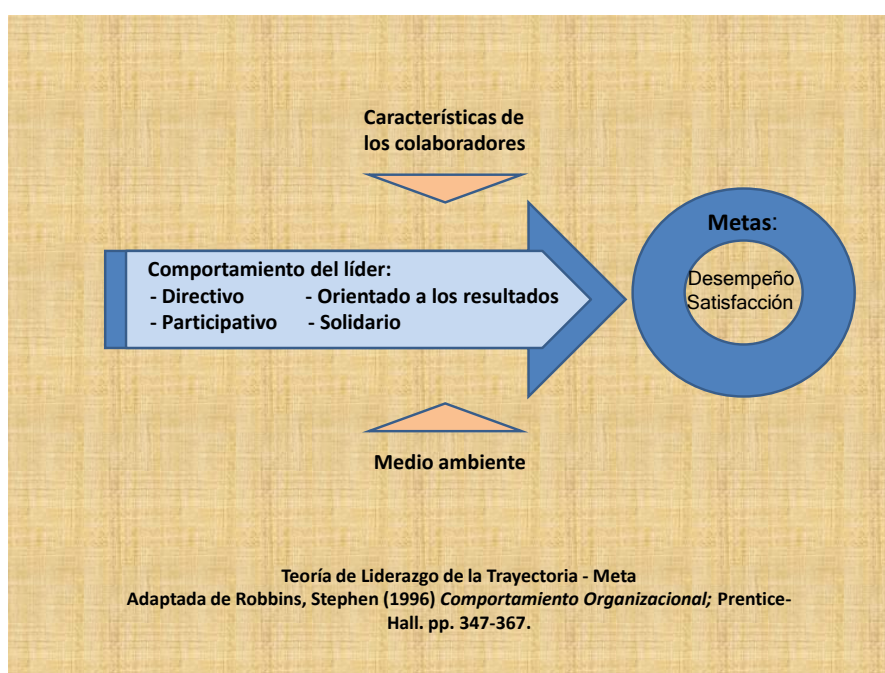 Características de
los colaboradores
Comportamiento del líder:
- Directivo - Orientado a los resultados
- Participativo - Solidario
Metas:
Desempeño
Satisfacción
Medio ambiente
Teoría de Liderazgo de la Trayectoria - Meta
Adaptada de Robbins, Stephen (1996) Comportamiento Organizacional; Prentice-
Hall. pp. 347-367.